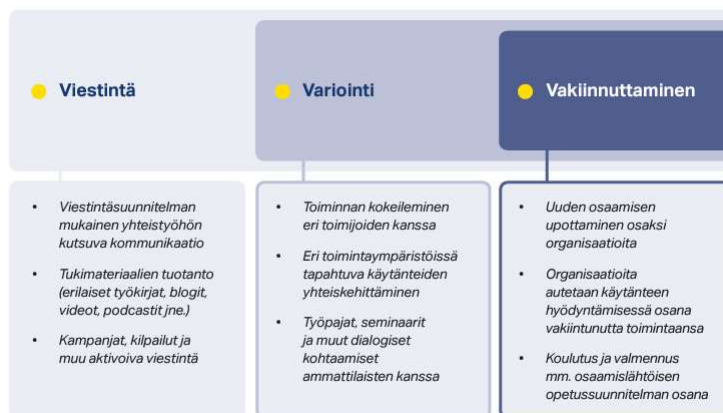 Viestintä
Variointi
Vakiinnuttaminen
• Viestintäsuunnitelman
mukainen yhteistyöhön
kutsuva kommunikaatio
• Tukimateriaalien tuotanto
(erilaiset työkirjat, blogit,
videot, podcastit jne.)
• Kampanjat, kilpailut ja
muu aktivoiva viestintä
• Toiminnan kokeileminen
eri toimijoiden kanssa
• Eri toimintaympäristöissä
tapahtuva käytänteiden
yhteiskehittäminen
• Työpajat, seminaarit
ja muut dialogiset
kohtaamiset
ammattilaisten kanssa
• Uuden osaamisen
upottaminen osaksi
organisaatioita
• Organisaatioita
autetaan käytänteen
hyödyntämisessä osana
vakiintunutta toimintaansa
• Koulutus ja valmennus
mm. osaamislähtöisen
opetussuunnitelman osana